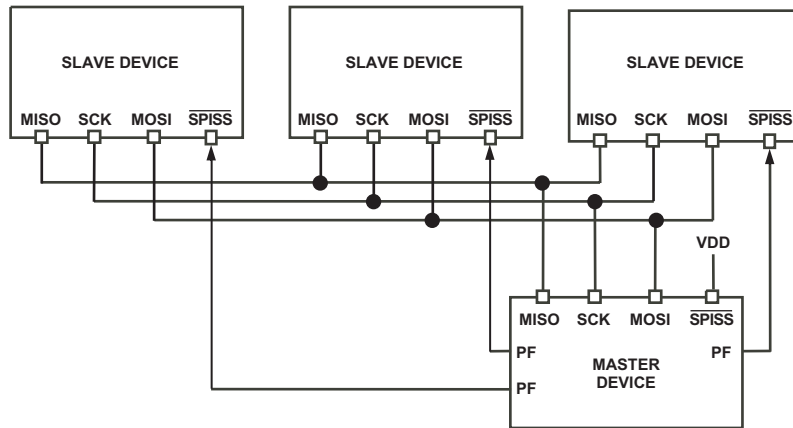 SLAVE DEVICE
SLAVE DEVICE
SLAVE DEVICE
MISO SCK MOSI SPISS
MISO SCK MOSI SPISS
MISO SCK MOSI SPISS
VDD
MISO SCK MOSI SPISS
PF
PF
PF
MASTER
DEVICE